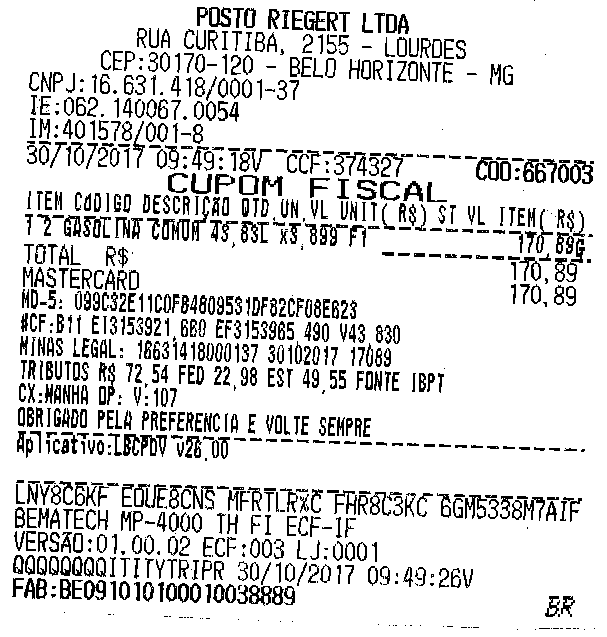 POSTO RIEGERT LTDA
RUA CURITIBA, 2155 - LOURDES
CEP:30170-120 - BELO HORIZONTE - MG
CNPJ:16.631.418/0001-37
IE:062.140067.0054
IM:401578/001-8
30/10/2017 09:49:18V CCF:374327 COO:667003
CUPOM FISCAL
ITEM CÓDIGO DESCRIÇÃO QTD.UN.VL UNIT( R$) ST VL ITEM( R$)
1 2 GASOLINA COMUM 43,83L x3,899 F1 170,89G
TOTAL R$ 170,89
MASTERCARD 170,89
MD-5: 099C32E11C0FB4809531DF82CF08E623
#CF:B11 EI3153921,660 EF3153965,490 V43,830
MINAS LEGAL: 16631418000137 30102017 17089
TRIBUTOS R$ 72,54 FED 22,98 EST 49,55 FONTE IBPT
CX:MANHA OP: V:107
OBRIGADO PELA PREFERENCIA E VOLTE SEMPRE
Aplicativo:LBCPDV v26.00
LNY8C6KF EDUE8CNS MFRTLRXC FHR8C3KC 6GM5338M7AIF
BEMATECH MP-4000 TH FI ECF-IF
VERSÃO:01.00.02 ECF:003 LJ:0001
QQQQQQQQITITYTRIPR 30/10/2017 09:49:26V
FAB:BE091010100010038889
BR